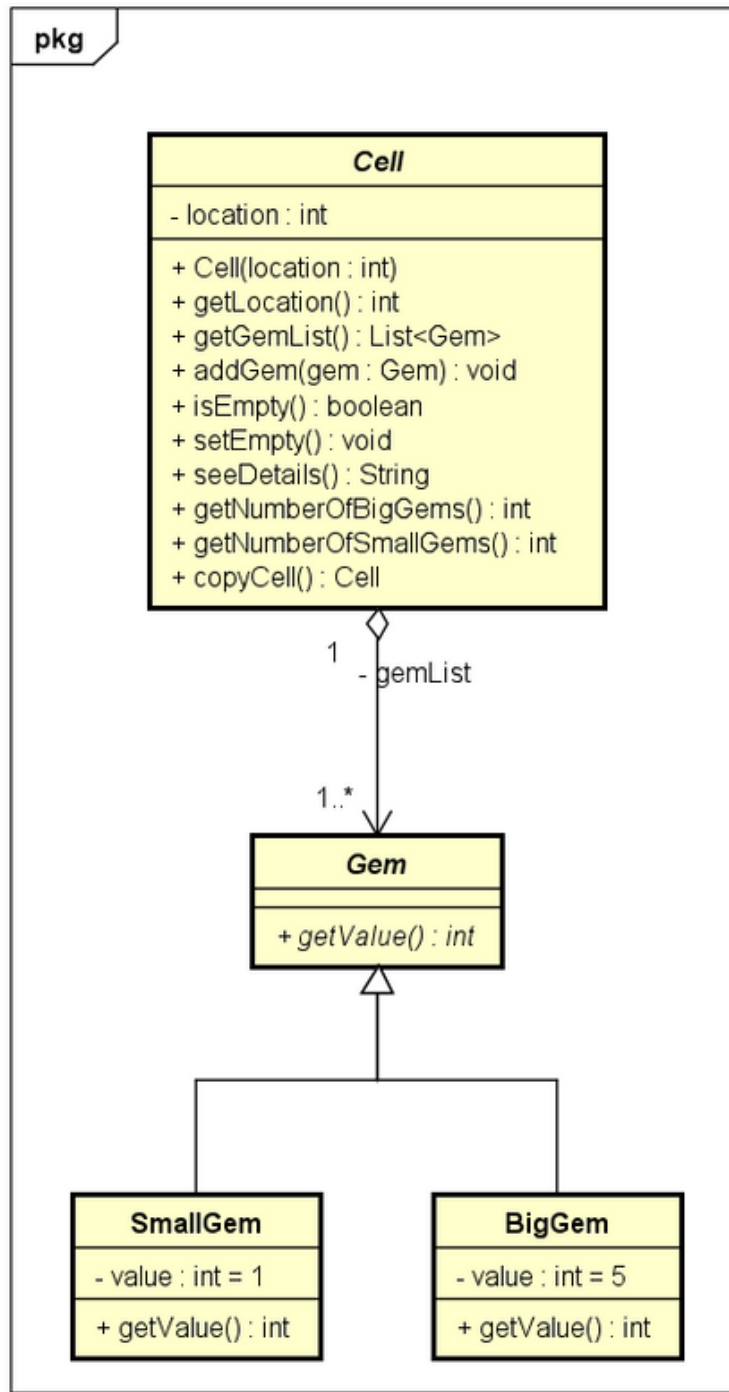 pkg
Cell
- location : int
+ Cell(location : int)
+ getLocation() : int
+ getGemList() : List<Gem>
+ addGem(gem : Gem) : void
+ isEmpty() : boolean
+ setEmpty() : void
+ seeDetails() : String
+ getNumberOfBigGems() : int
+ getNumberOfSmallGems() : int
+ copyCell() : Cell
1
- gemList
1..*
Gem
+ getValue() : int
SmallGem
- value : int = 1
+ getValue() : int
BigGem
- value : int = 5
+ getValue() : int